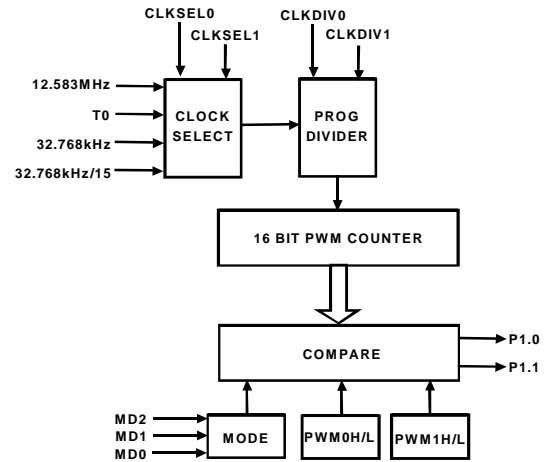 CLKSEL0
CLKSEL1
CLKDIV0
CLKDIV1
12.583MHz
T0
32.768kHz
32.768kHz/15
CLOCK
SELECT
PROG
DIVIDER
16 BIT PWM COUNTER
COMPARE
P1.0
P1.1
MD2
MD1
MD0
MODE
PWM0H/L
PWM1H/L